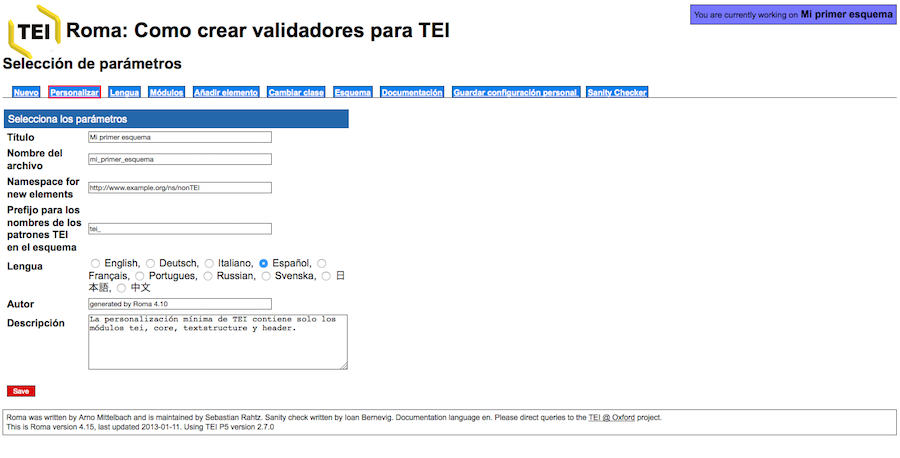 You are currently working on Mi primer esquema
TEI Roma: Como crear validadores para TEI
Selección de parámetros
Nuevo Personalizar Lengua Módulos Añadir elemento Cambiar clase Esquema Documentación Guardar configuración personal Sanity Checker
Selecciona los parámetros
Título Mi primer esquema
Nombre del
archivo
mi_primer_esquema
Namespace for
new elements
http://www.example.org/ns/nonTEI
Prefijo para los
nombres de los
patrones TEI
en el esquema
tei_
Lengua
English, Deutsch, Italiano, Español,
Français, Portugues, Russian, Svenska, 日
本語, 中文
Autor generated by Roma 4.10
Descripción
La personalización mínima de TEI contiene solo los
módulos tei, core, textstructure y header.
Save
Roma was written by Arno Mittelbach and is maintained by Sebastian Rahtz. Sanity check written by Ioan Bernevig. Documentation language en. Please direct queries to the TEI @ Oxford project.
This is Roma version 4.15, last updated 2013-01-11. Using TEI P5 version 2.7.0